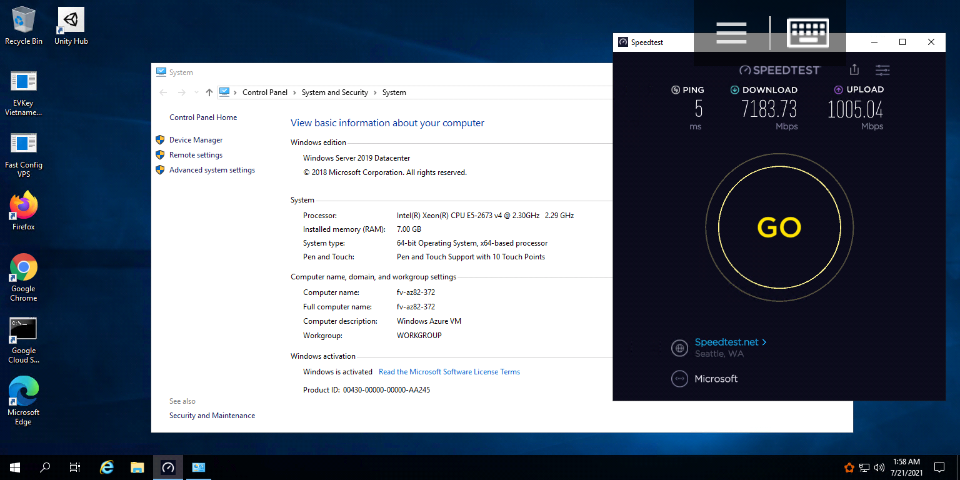 Recycle Bin
Unity Hub
EVKey
Vietname...
Fast Config
VPS
Firefox
Google
Chrome
Google
Cloud S...
Microsoft
Edge
System
Control Panel > System and Security > System
Control Panel Home
Device Manager
Remote settings
Advanced system settings
See also
Security and Maintenance
View basic information about your computer
Windows edition
Windows Server 2019 Datacenter
© 2018 Microsoft Corporation. All rights reserved.
System
Processor: Intel(R) Xeon(R) CPU E5-2673 v4 @ 2.30GHz 2.29 GHz
Installed memory (RAM): 7.00 GB
System type: 64-bit Operating System, x64-based processor
Pen and Touch: Pen and Touch Support with 10 Touch Points
Computer name, domain, and workgroup settings
Computer name: fv-az82-372
Full computer name: fv-az82-372
Computer description: Windows Azure VM
Workgroup: WORKGROUP
Windows activation
Windows is activated Read the Microsoft Software License Terms
Product ID: 00430-00000-00000-AA245
Speedtest
SPEEDTEST
PING DOWNLOAD UPLOAD
5 7183.73 1005.04
ms Mbps Mbps
GO
Speedtest.net >
Seattle, WA
Microsoft
1:58 AM
7/21/2021